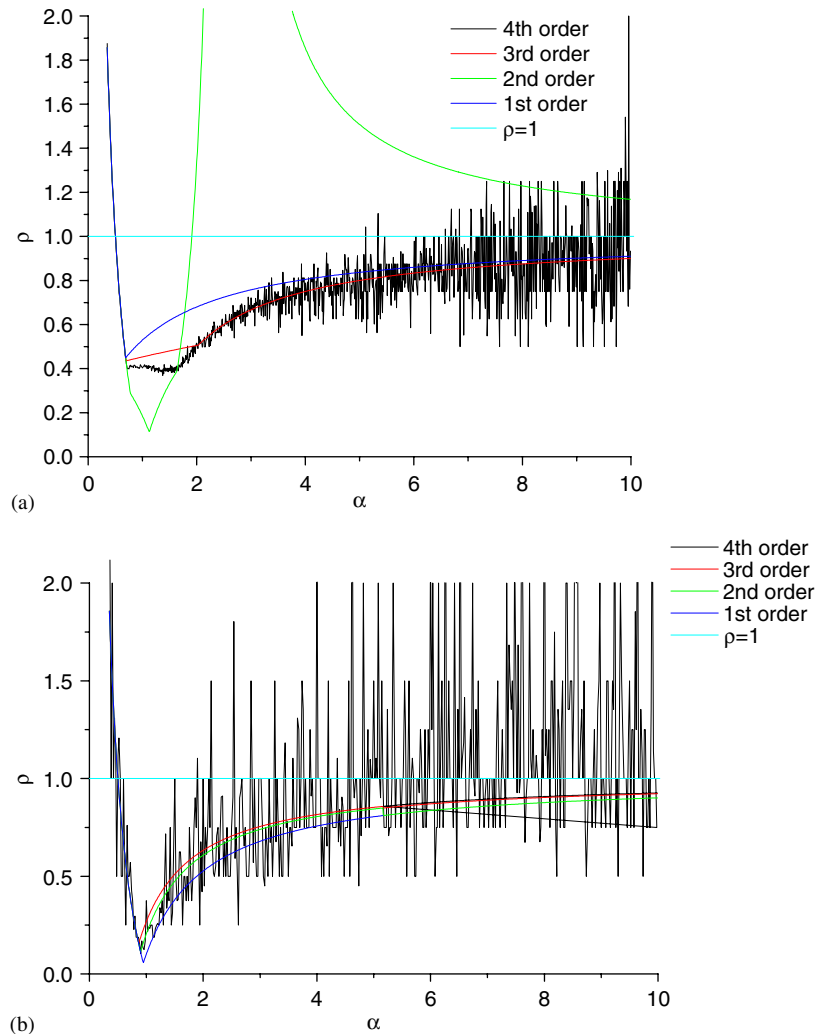 2.0
1.8
1.6
1.4
1.2
1.0
0.8
0.6
0.4
0.2
0.0
ρ
4th order
3rd order
2nd order
1st order
ρ=1
0 2 4 6 8 10
α
(a)
2.0
1.5
1.0
0.5
0.0
ρ
4th order
3rd order
2nd order
1st order
ρ=1
0 2 4 6 8 10
α
(b)